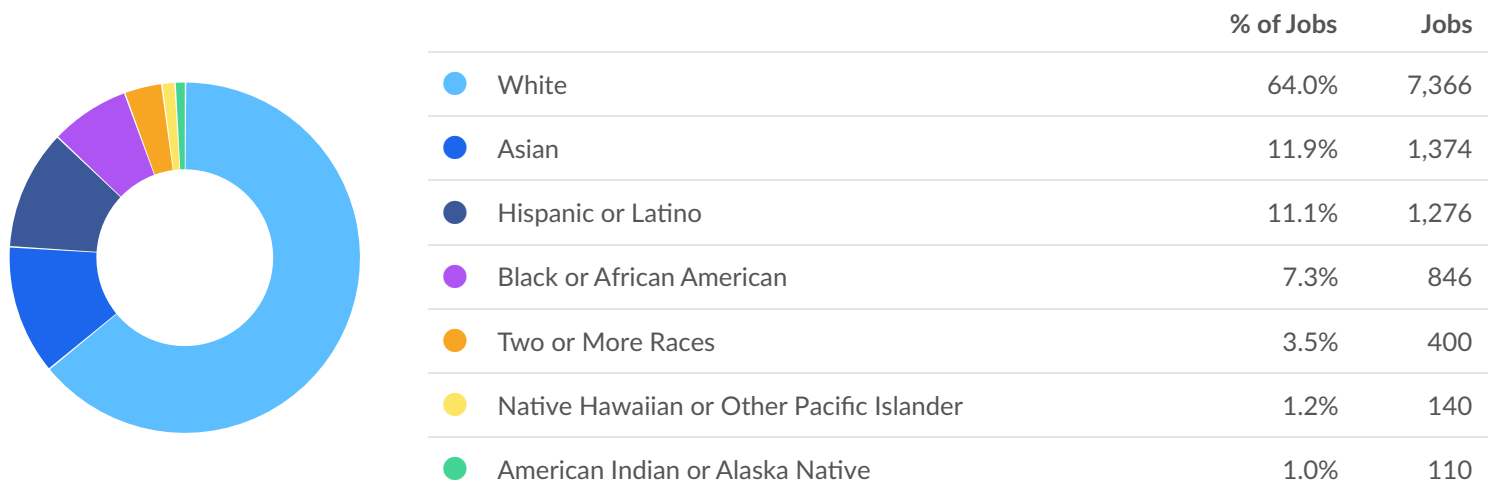 % of Jobs Jobs
White 64.0% 7,366
Asian 11.9% 1,374
Hispanic or Latino 11.1% 1,276
Black or African American 7.3% 846
Two or More Races 3.5% 400
Native Hawaiian or Other Pacific Islander 1.2% 140
American Indian or Alaska Native 1.0% 110